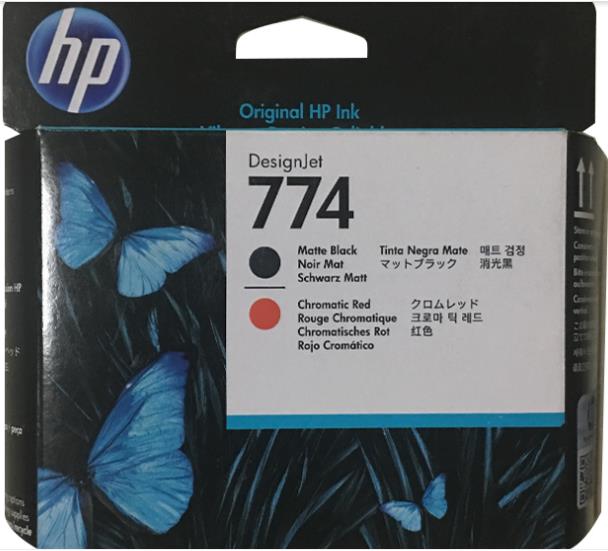 hp
Original HP Ink
DesignJet
774
Matte Black Tinta Negra Mate 매트 검정
Noir Mat マットブラック 消光黒
Schwarz Matt
Chromatic Red クロムレッド
Rouge Chromatique 크로마 틱 레드
Chromatisches Rot 红色
Rojo Cromático